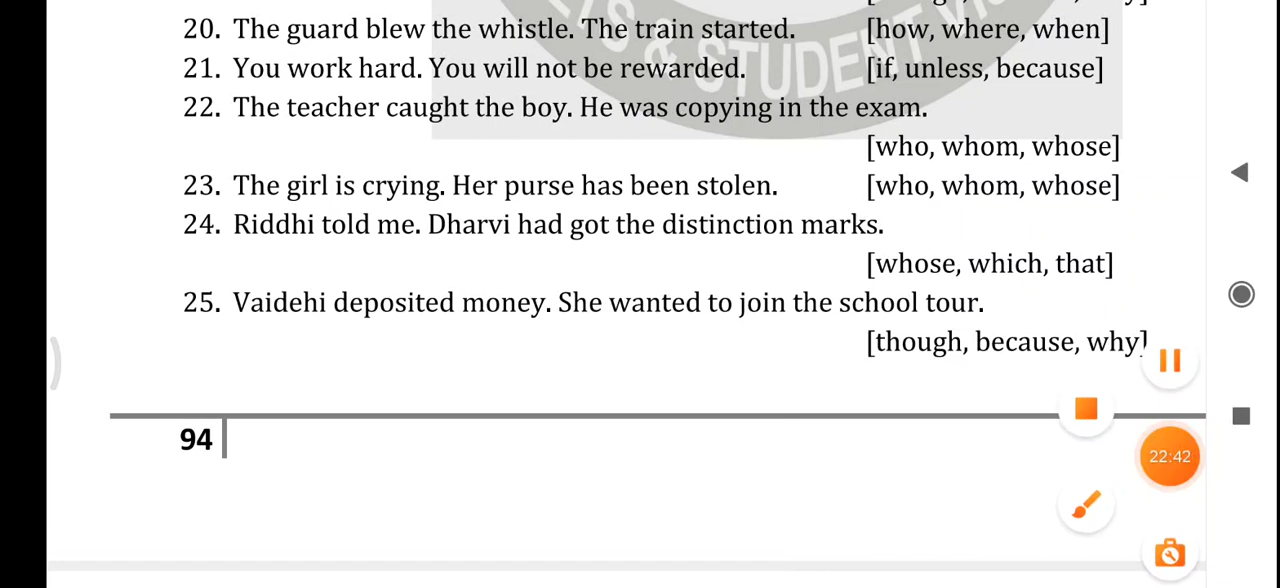 20. The guard blew the whistle. The train started. [how, where, when]
21. You work hard. You will not be rewarded. [if, unless, because]
22. The teacher caught the boy. He was copying in the exam.
[who, whom, whose]
23. The girl is crying. Her purse has been stolen. [who, whom, whose]
24. Riddhi told me. Dharvi had got the distinction marks.
[whose, which, that]
25. Vaidehi deposited money. She wanted to join the school tour.
[though, because, why]
94
22:42
S & STUDENT